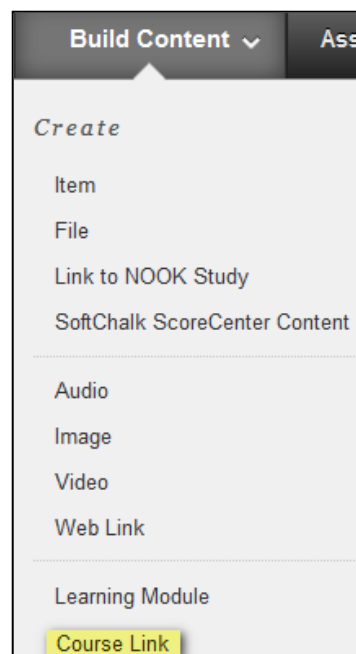 Build Content Ass
Create
Item
File
Link to NOOK Study
SoftChalk ScoreCenter Content
Audio
Image
Video
Web Link
Learning Module
Course Link